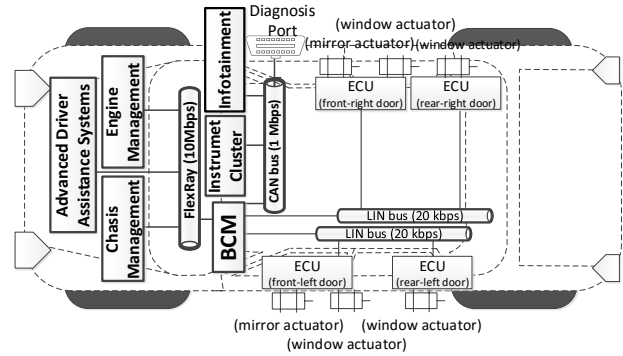 Diagnosis
Port
(window actuator)
(mirror actuator)
(window actuator)
ECU
(front-right door)
ECU
(rear-right door)
Advanced Driver
Assistance Systems
Engine
Management
Chasis
Management
FlexRay (10Mbps)
Infotainment
Instrumet
Cluster
BCM
CAN bus (1 Mbps)
LIN bus (20 kbps)
LIN bus (20 kbps)
ECU
(front-left door)
ECU
(rear-left door)
(mirror actuator)
(window actuator)
(window actuator)